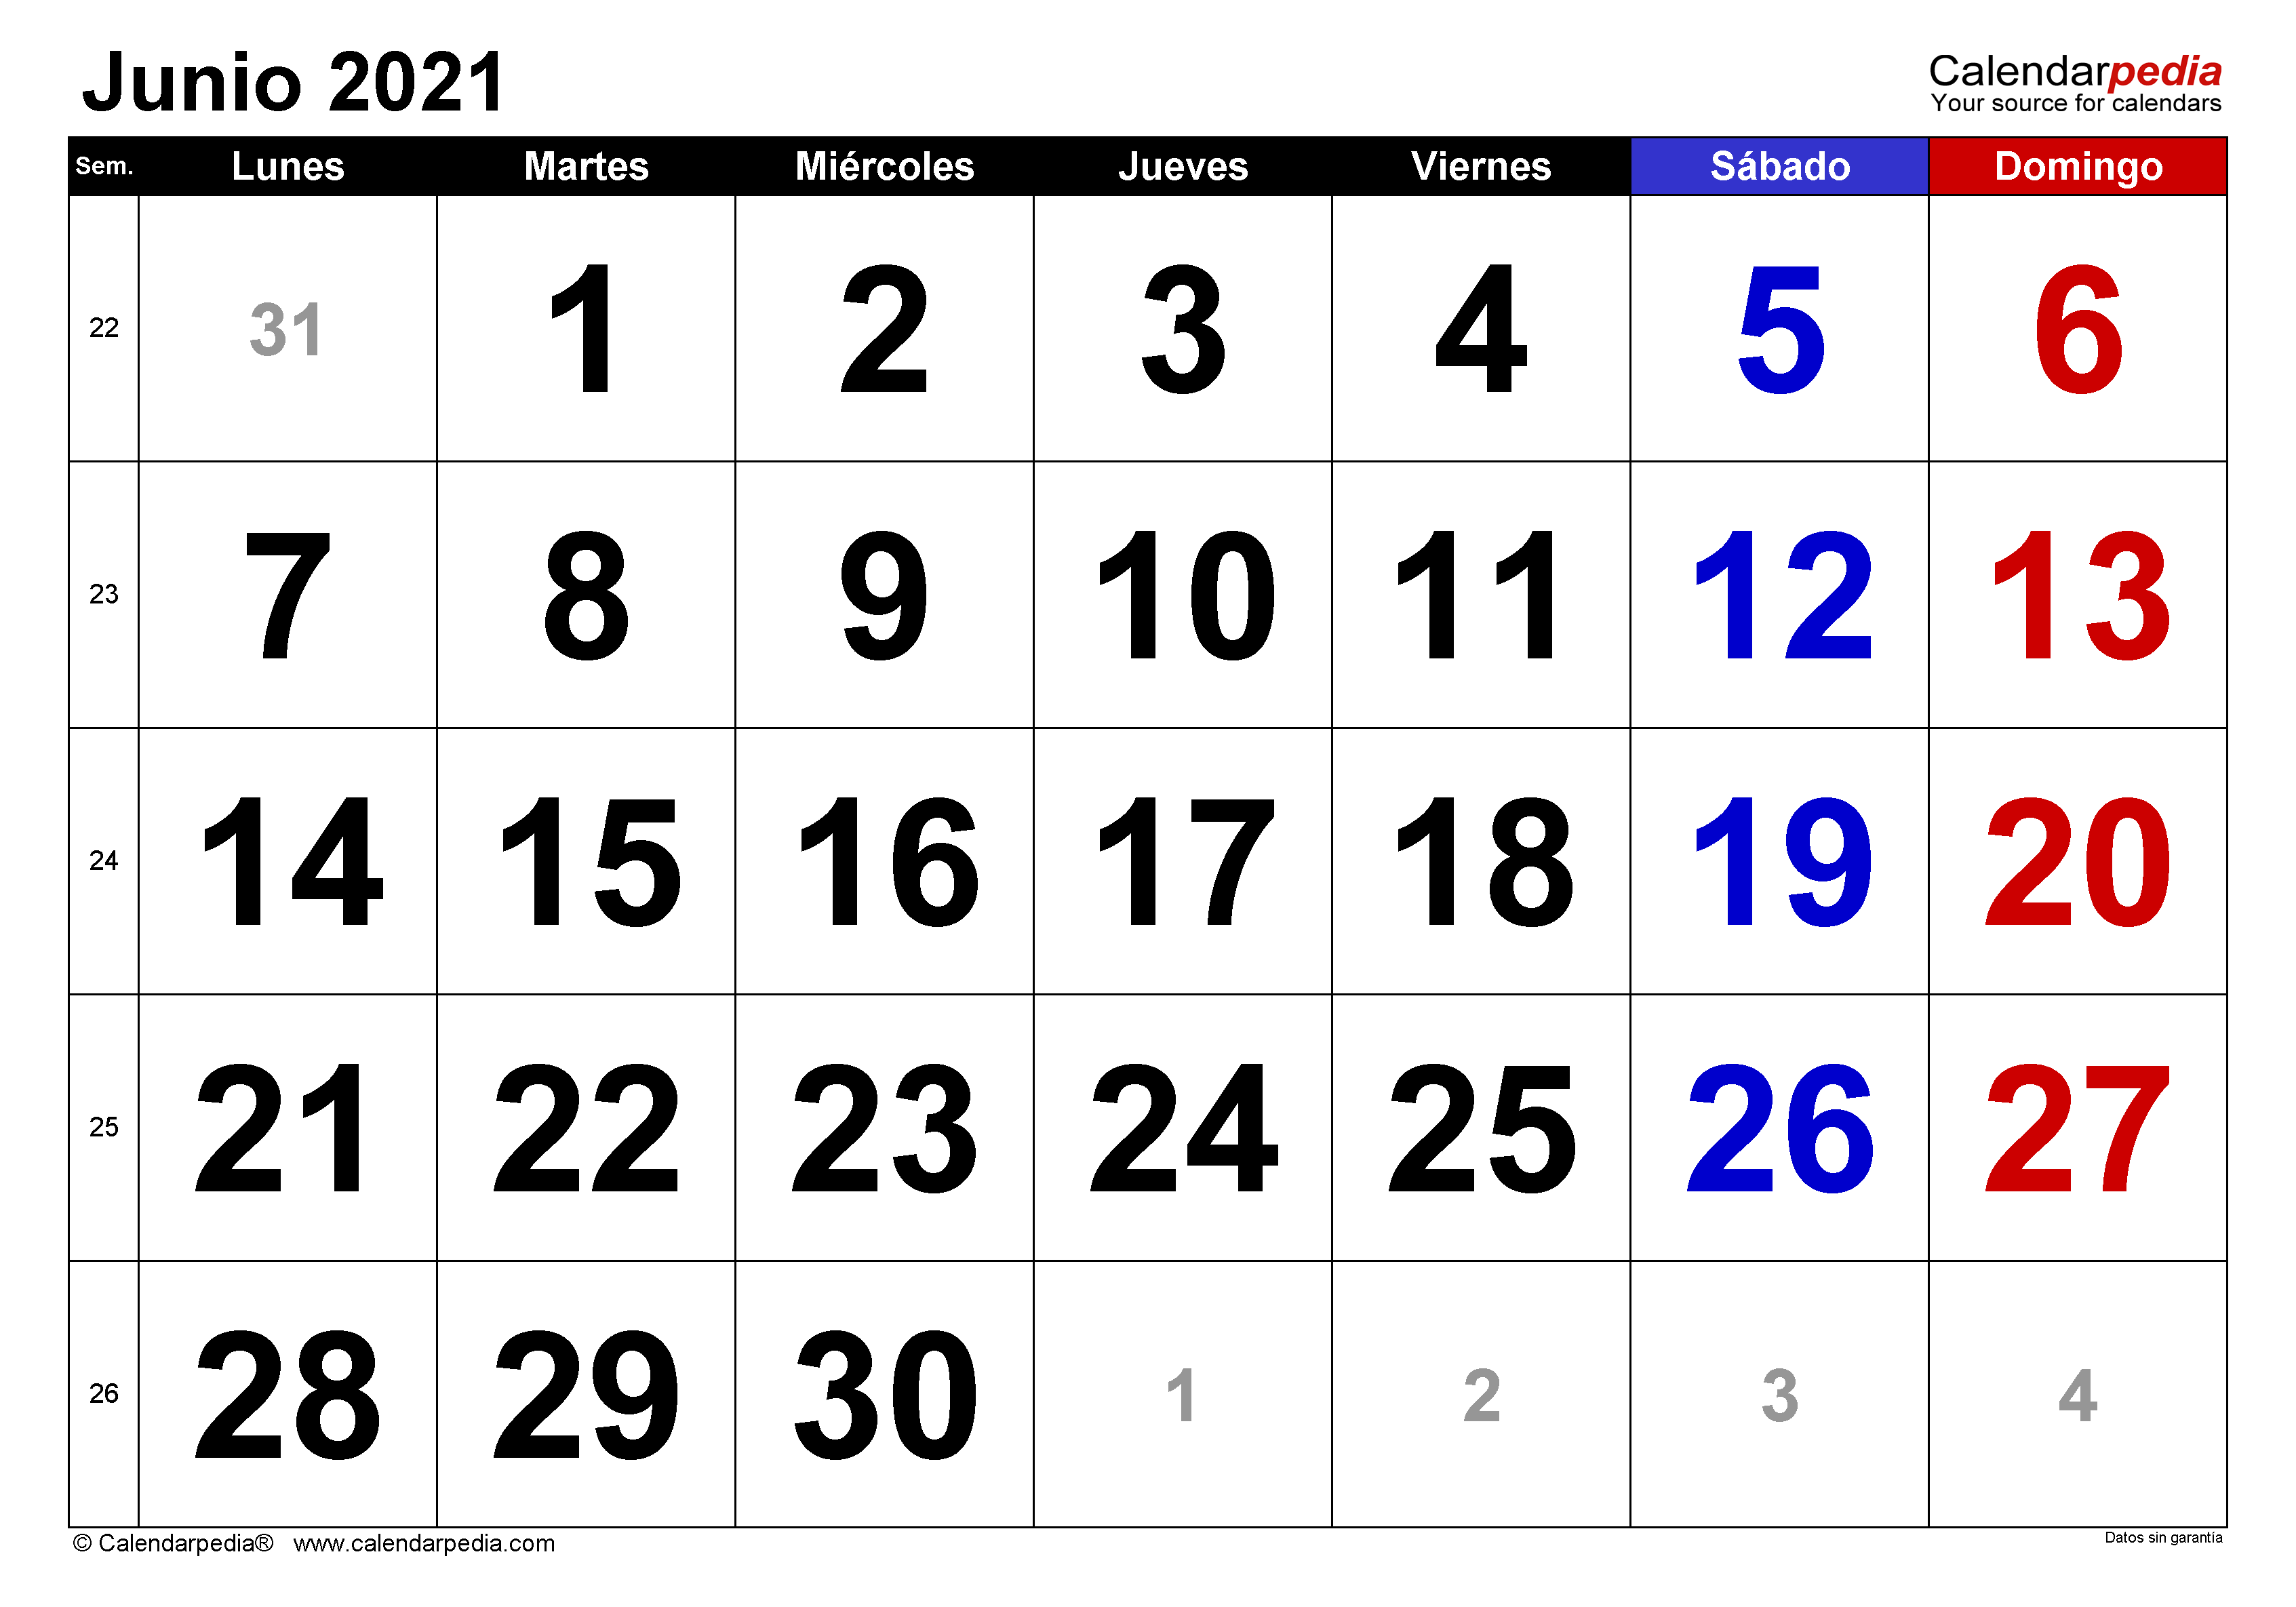 Junio 2021
Calendarpedia
Your source for calendars
Sem. Lunes Martes Miércoles Jueves Viernes Sábado Domingo
22 31 1 2 3 4 5 6
23 7 8 9 10 11 12 13
24 14 15 16 17 18 19 20
25 21 22 23 24 25 26 27
26 28 29 30 1 2 3 4
© Calendarpedia® www.calendarpedia.com Datos sin garantía